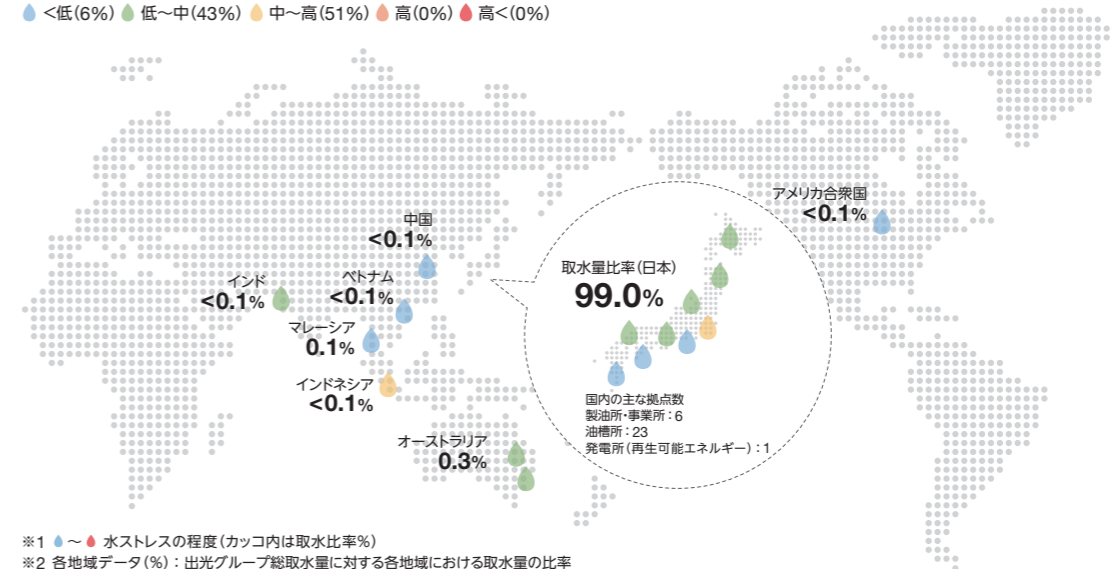 <低(6%) 低〜中(43%) 中〜高(51%) 高(0%) 高<(0%)
アメリカ合衆国
<0.1%
中国
<0.1%
インド
<0.1%
ベトナム
<0.1%
マレーシア
0.1%
インドネシア
<0.1%
オーストラリア
0.3%
取水量比率(日本)
99.0%
国内の主な拠点数
製油所・事業所:6
油槽所:23
発電所(再生可能エネルギー):1
※1 〜 水ストレスの程度(カッコ内は取水比率%)
※2 各地域データ(%):出光グループ総取水量に対する各地域における取水量の比率